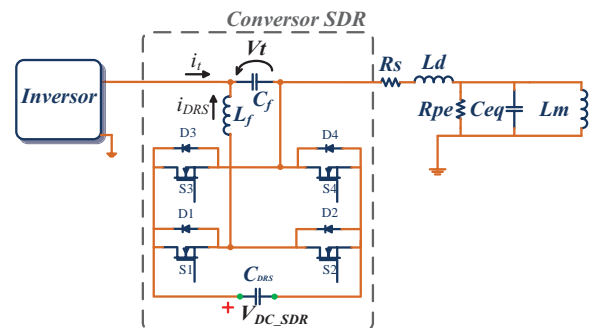 Conversor SDR
Vt
it
Inversor
iDRS
Cf
Lf
Rs
Ld
Rpe
Ceq
Lm
D3
D4
S3
S4
D1
D2
S1
S2
CDRS
+
VDC_SDR